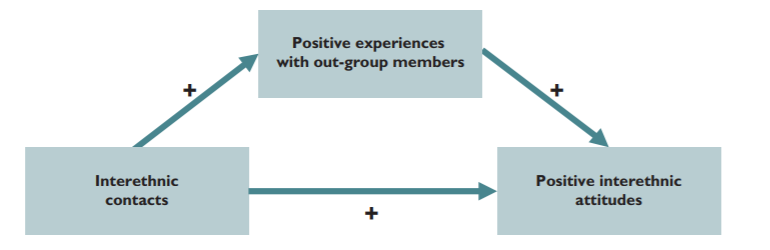 Positive experiences
with out-group members
+
+
Interethnic
contacts
Positive interethnic
attitudes
+